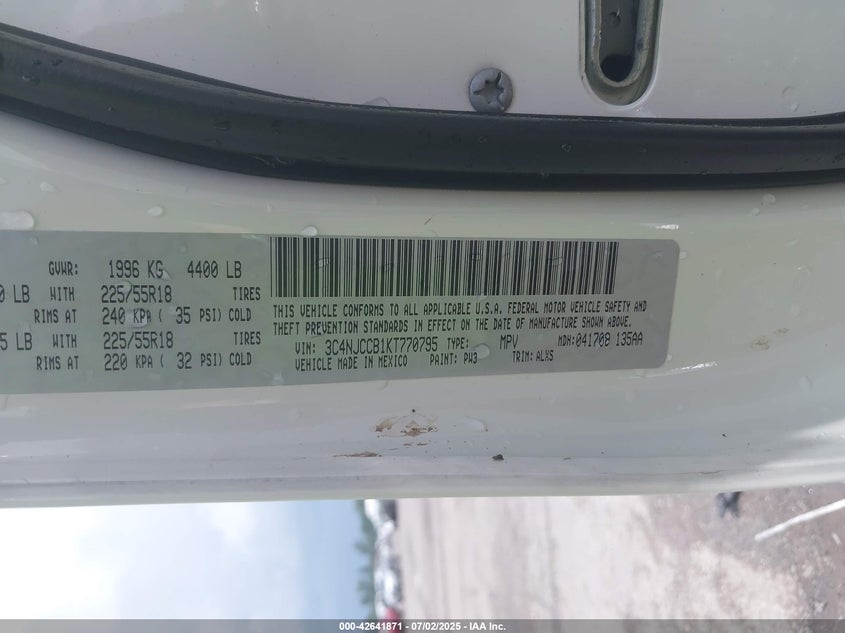 GVWR: 1996 KG 4400 LB
0 LB WITH 225/55R18 TIRES
RIMS AT 240 KPA ( 35 PSI) COLD
5 LB WITH 225/55R18 TIRES
RIMS AT 220 KPA ( 32 PSI) COLD
THIS VEHICLE CONFORMS TO ALL APPLICABLE U.S.A. FEDERAL MOTOR VEHICLE SAFETY AND
THEFT PREVENTION STANDARDS IN EFFECT ON THE DATE OF MANUFACTURE SHOWN ABOVE.
VIN: 3C4NJCCB1KT770795 TYPE: MPV MDH: 041708 135AA
VEHICLE MADE IN MEXICO PAINT: PW3 TRIM: ALXS
000-42641871 - 07/02/2025 - IAA Inc.